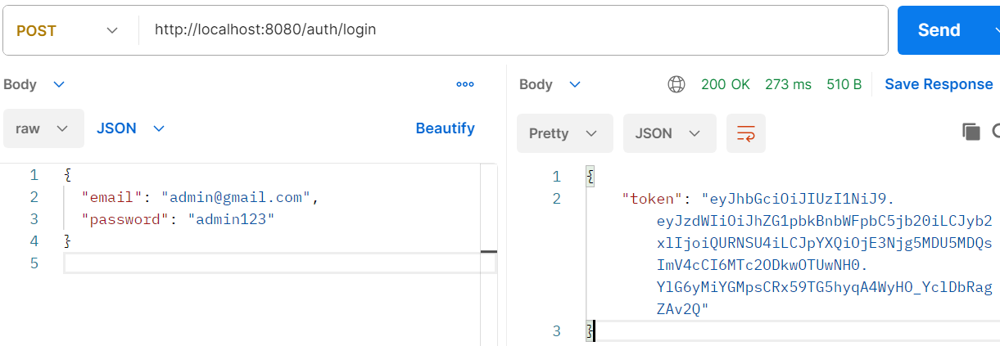 POST http://localhost:8080/auth/login Send
Body
raw JSON Beautify
1 {
2 "email": "admin@gmail.com",
3 "password": "admin123"
4 }
5
Body 200 OK 273 ms 510 B Save Response
Pretty JSON
1 {
2 "token": "eyJhbGciOiJIUzI1NiJ9.
eyJzdWIiOiJhZG1pbkBnbWFpbC5jb20iLCJyb2
xlIjoiQURNSU4iLCJpYXQiOjE3Njg5MDU5MDQs
ImV4cCI6MTc2ODkwOTUwNH0.
YlG6yMiYGMpsCRx59TG5hyqA4WyHO_YclDbRag
ZAv2Q"
3 }